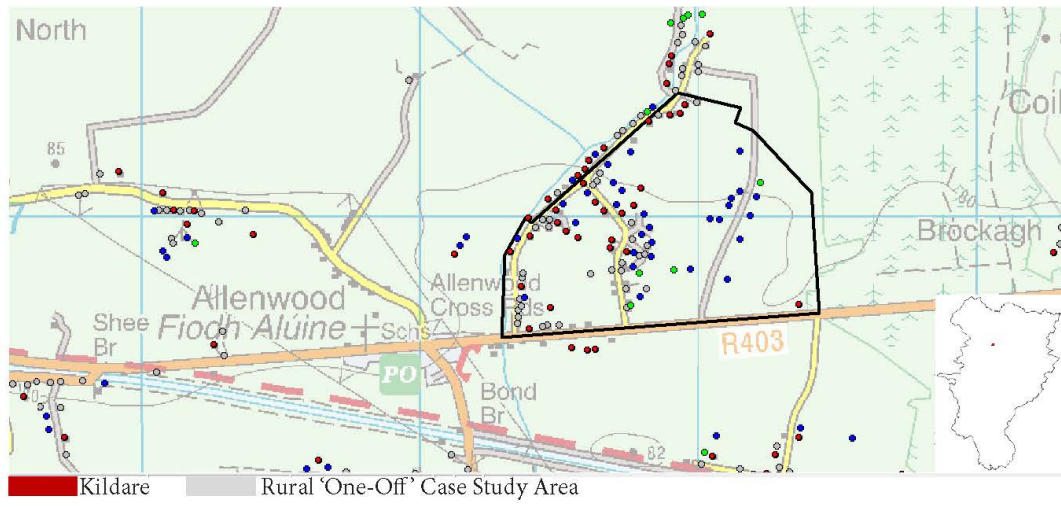 North
Coil
85
80
Brockagh
Allenwood
Allenwood
Cross Rds
Shee
Br
Fiodh Alúine
Schs
R403
PO
Bond
Br
82
Kildare
Rural ‘One-Off’ Case Study Area